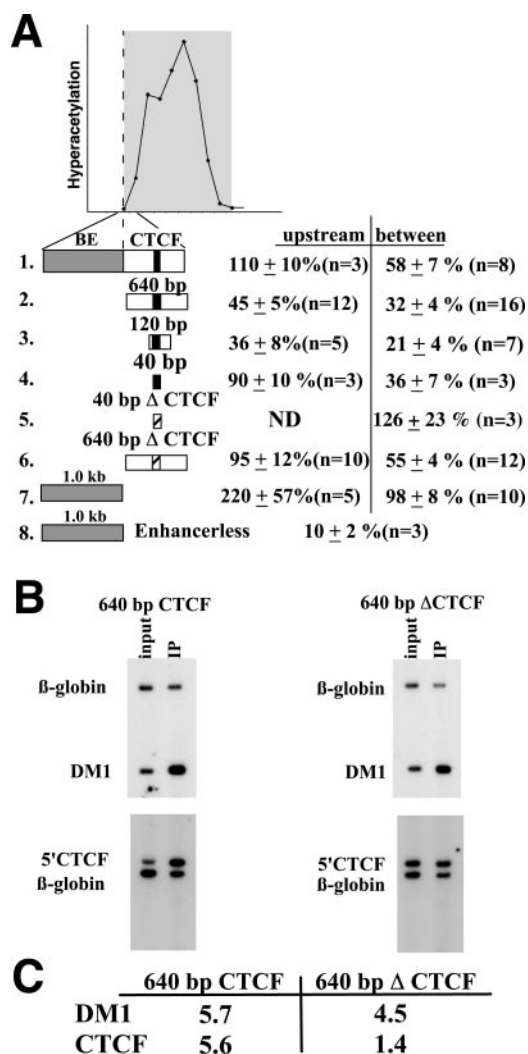 A
Hyperacetylation
BE CTCF
upstream between
1. 110 ± 10%(n=3) 58 ± 7 % (n=8)
640 bp
2. 45 ± 5%(n=12) 32 ± 4 % (n=16)
120 bp
3. 36 ± 8%(n=5) 21 ± 4 % (n=7)
40 bp
4. 90 ± 10 %(n=3) 36 ± 7 % (n=3)
40 bp Δ CTCF
5. ND 126 ± 23 % (n=3)
640 bp Δ CTCF
6. 95 ± 12%(n=10) 55 ± 4 % (n=12)
1.0 kb
7. 220 ± 57%(n=5) 98 ± 8 % (n=10)
1.0 kb
8. Enhancerless 10 ± 2 %(n=3)
B
640 bp CTCF 640 bp ΔCTCF
input IP input IP
ß-globin ß-globin
DM1 DM1
5'CTCF 5'CTCF
ß-globin ß-globin
C
640 bp CTCF 640 bp Δ CTCF
DM1 5.7 4.5
CTCF 5.6 1.4